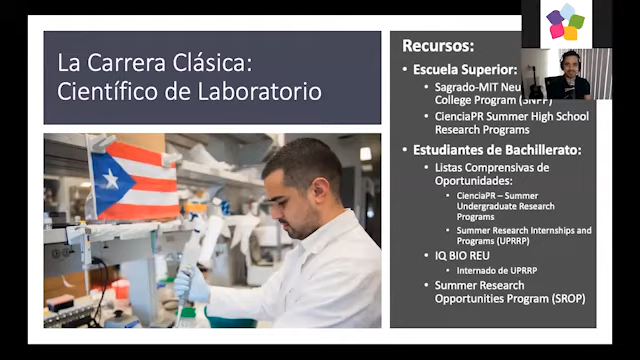 La Carrera Clásica:
Científico de Laboratorio
Recursos:
• Escuela Superior:
• Sagrado-MIT
College Program
• CienciaPR Summer High School
Research Programs
• Estudiantes de Bachillerato:
• Listas Comprensivas de
Oportunidades:
• CienciaPR – Summer
Undergraduate Research
Programs
• Summer Research Internships and
Programs (UPRRP)
• IQ BIO REU
• Internado de UPRRP
• Summer Research
Opportunities Program (SROP)